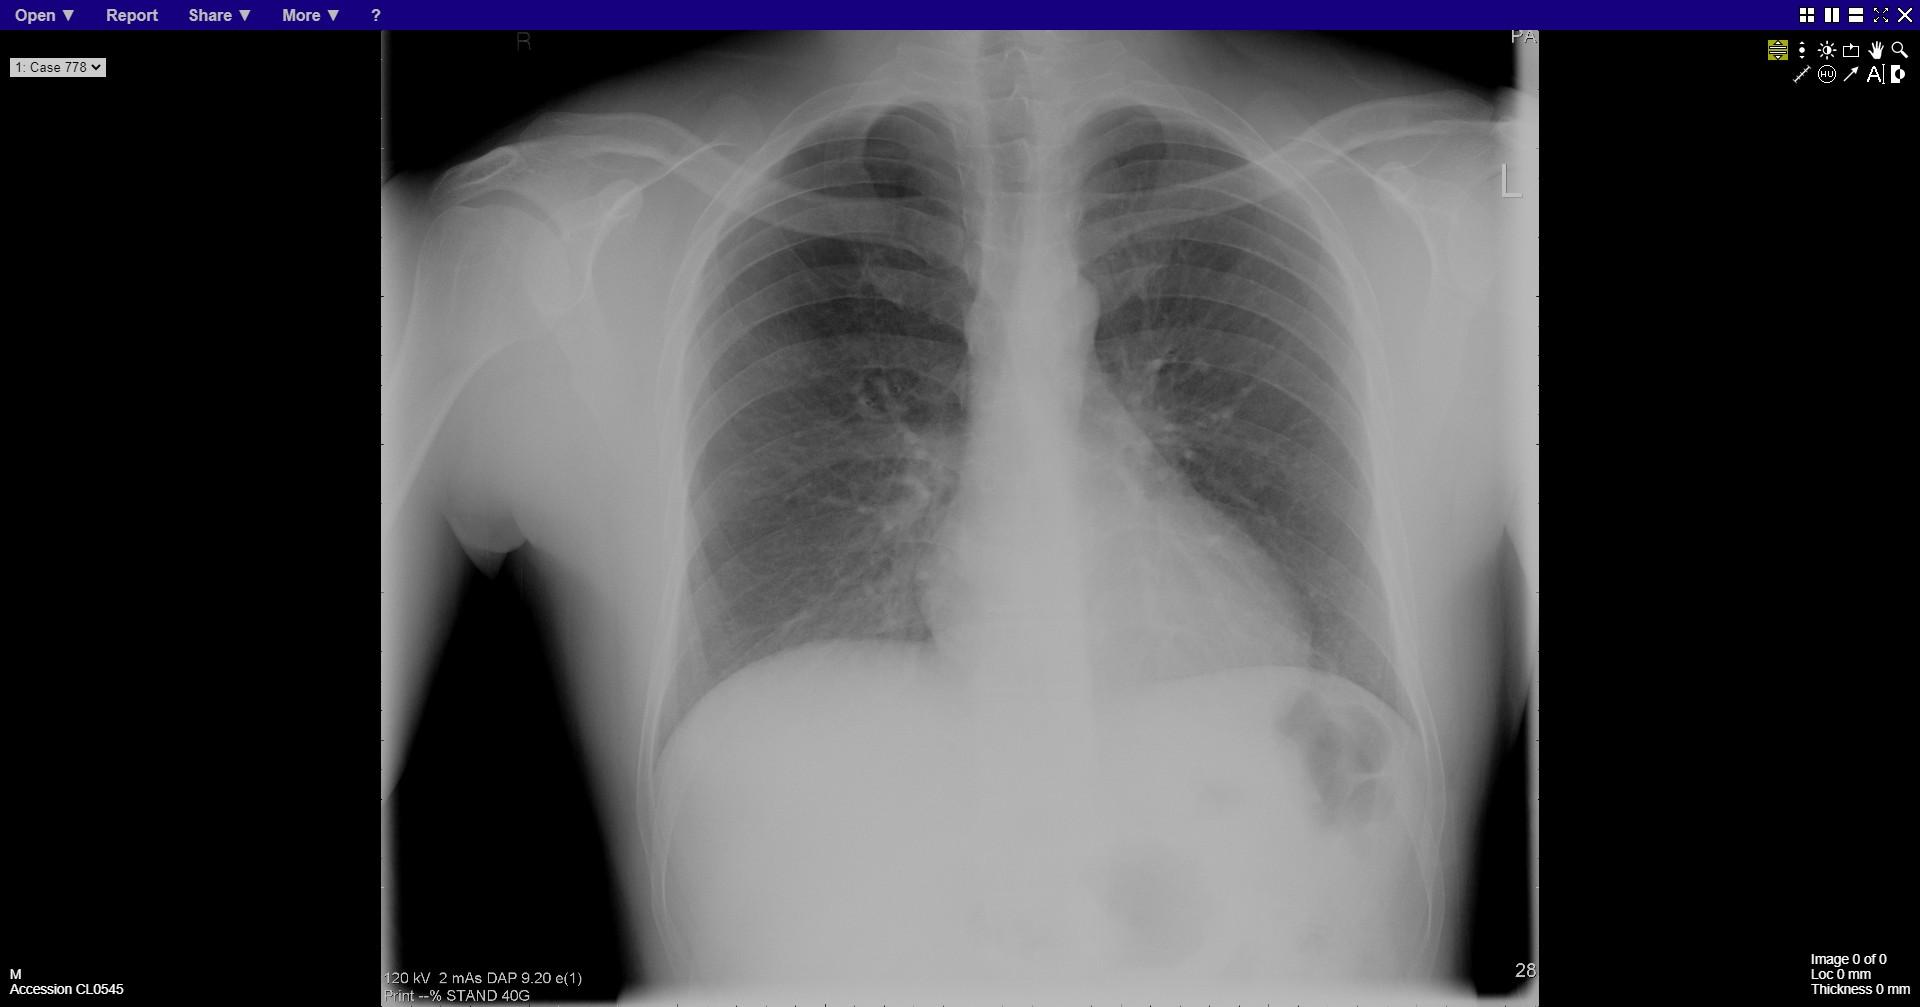 Open ▼ Report Share ▼ More ▼ ?
R
PA
1: Case 778
HU
A
L
120 kV 2 mAs DAP 9.20 e(1)
Print --% STAND 40G
28
M
Accession CL0545
Image 0 of 0
Loc 0 mm
Thickness 0 mm